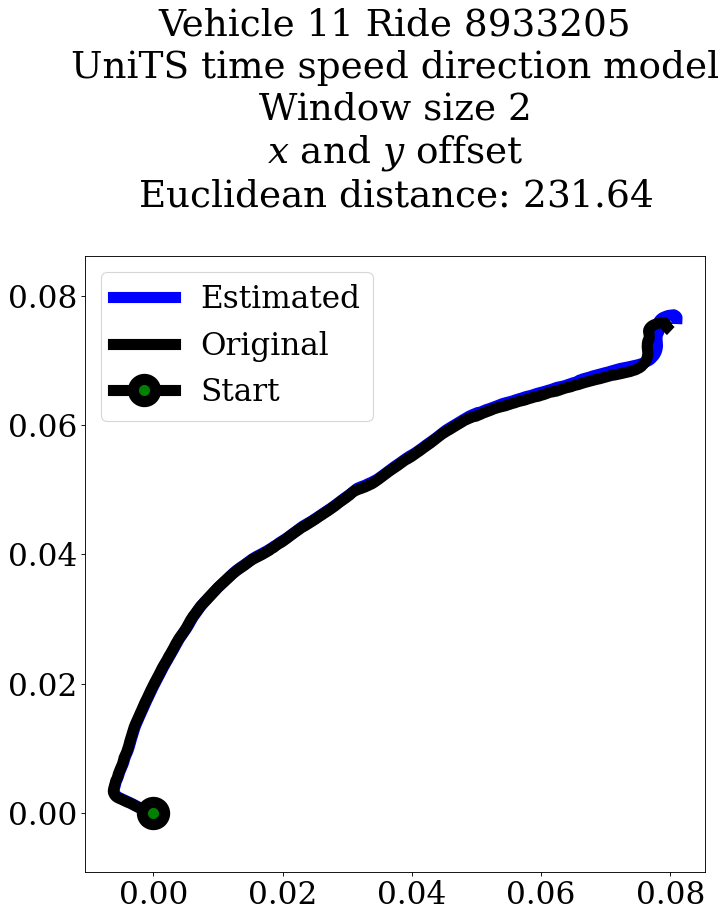 Vehicle 11 Ride 8933205
UniTS time speed direction model
Window size 2
x and y offset
Euclidean distance: 231.64
Estimated
Original
Start
0.08
0.06
0.04
0.02
0.00
0.00 0.02 0.04 0.06 0.08